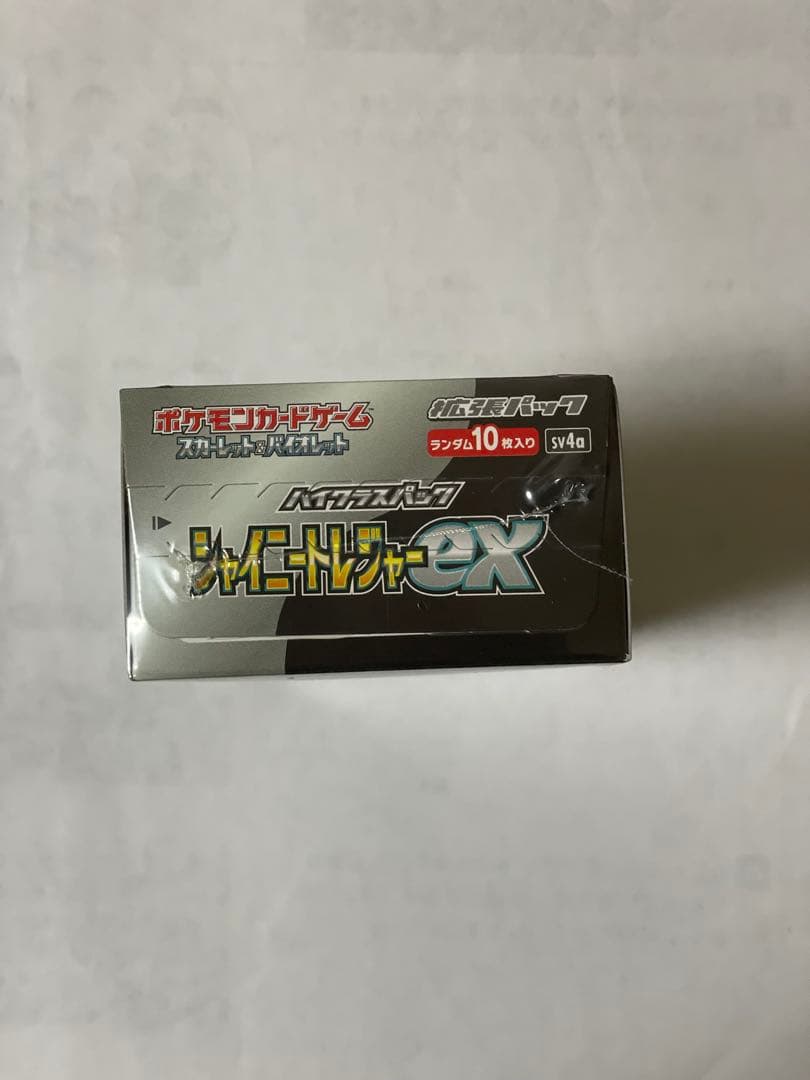 ポケモンカードゲーム™
スカーレット&バイオレット
拡張パック
ランダム10枚入り sv4a
ハイクラスパック
シャイニートレジャーex